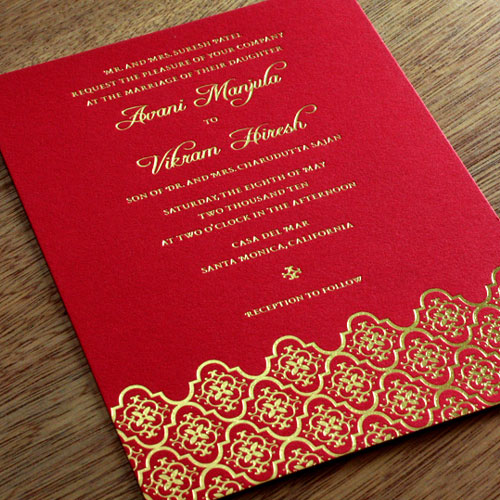 MR. AND MRS. SURESH PATEL
REQUEST THE PLEASURE OF YOUR COMPANY
AT THE MARRIAGE OF THEIR DAUGHTER
Avani Manjula
TO
Vikram Hiresh
SON OF DR. AND MRS. CHARUDUTTA SAJAN
SATURDAY, THE EIGHTH OF MAY
TWO THOUSAND TEN
AT TWO O'CLOCK IN THE AFTERNOON
CASA DEL MAR
SANTA MONICA, CALIFORNIA
RECEPTION TO FOLLOW